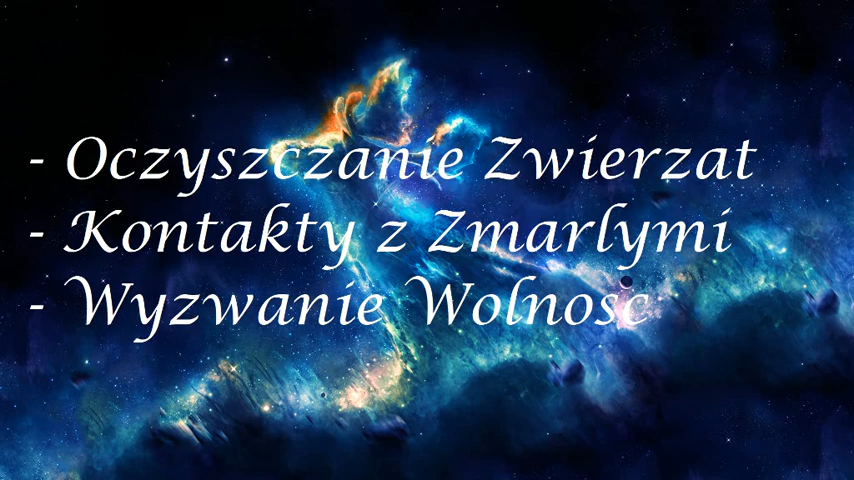 - Oczyszczanie Zwierzat
- Kontakty z Zmarlymi
- Wyzwanie Wolnosc